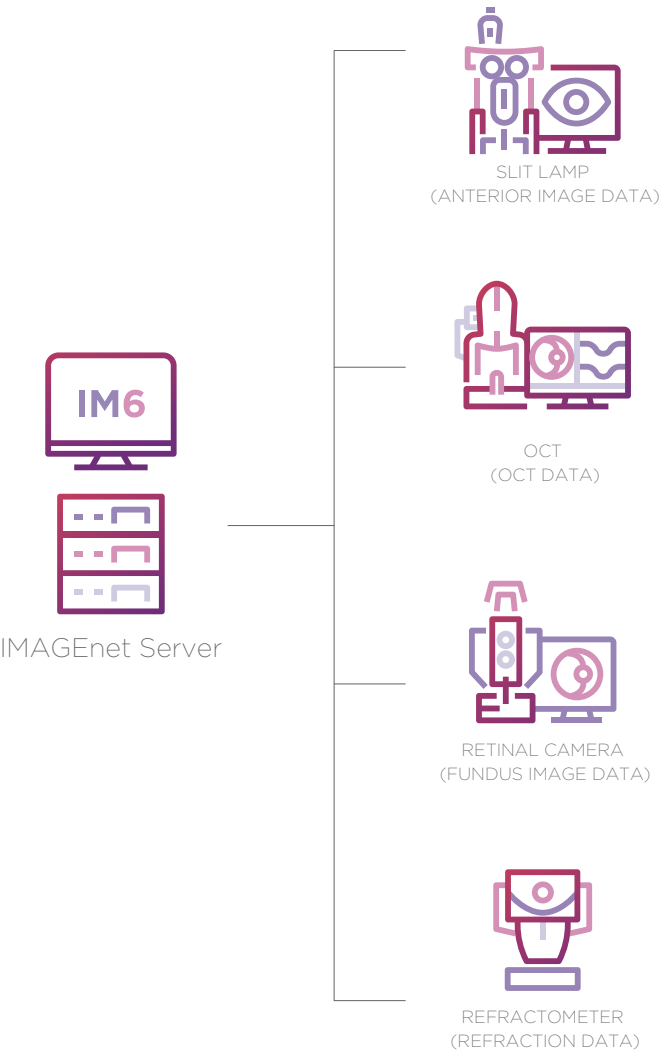 SLIT LAMP
(ANTERIOR IMAGE DATA)
OCT
(OCT DATA)
IM6
IMAGEnet Server
RETINAL CAMERA
(FUNDUS IMAGE DATA)
REFRACTOMETER
(REFRACTION DATA)